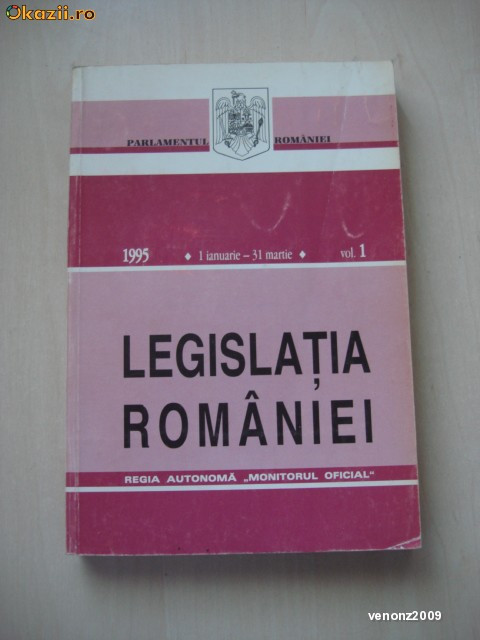 Okazii.ro
PARLAMENTUL ROMÂNIEI
1995 ♦ 1 ianuarie – 31 martie ♦ vol. 1
LEGISLAȚIA
ROMÂNIEI
REGIA AUTONOMĂ „MONITORUL OFICIAL“
venonz2009